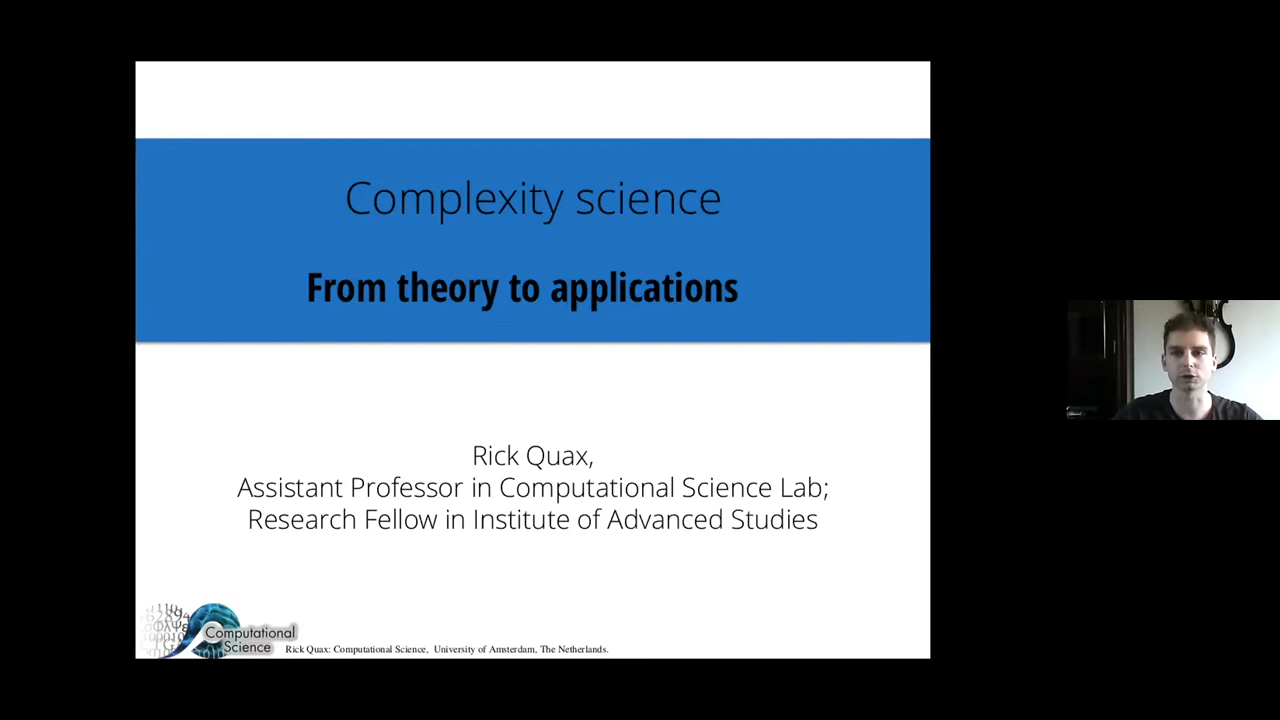 Complexity science
From theory to applications
Rick Quax,
Assistant Professor in Computational Science Lab;
Research Fellow in Institute of Advanced Studies
Computational
Science
Rick Quax: Computational Science, University of Amsterdam, The Netherlands.